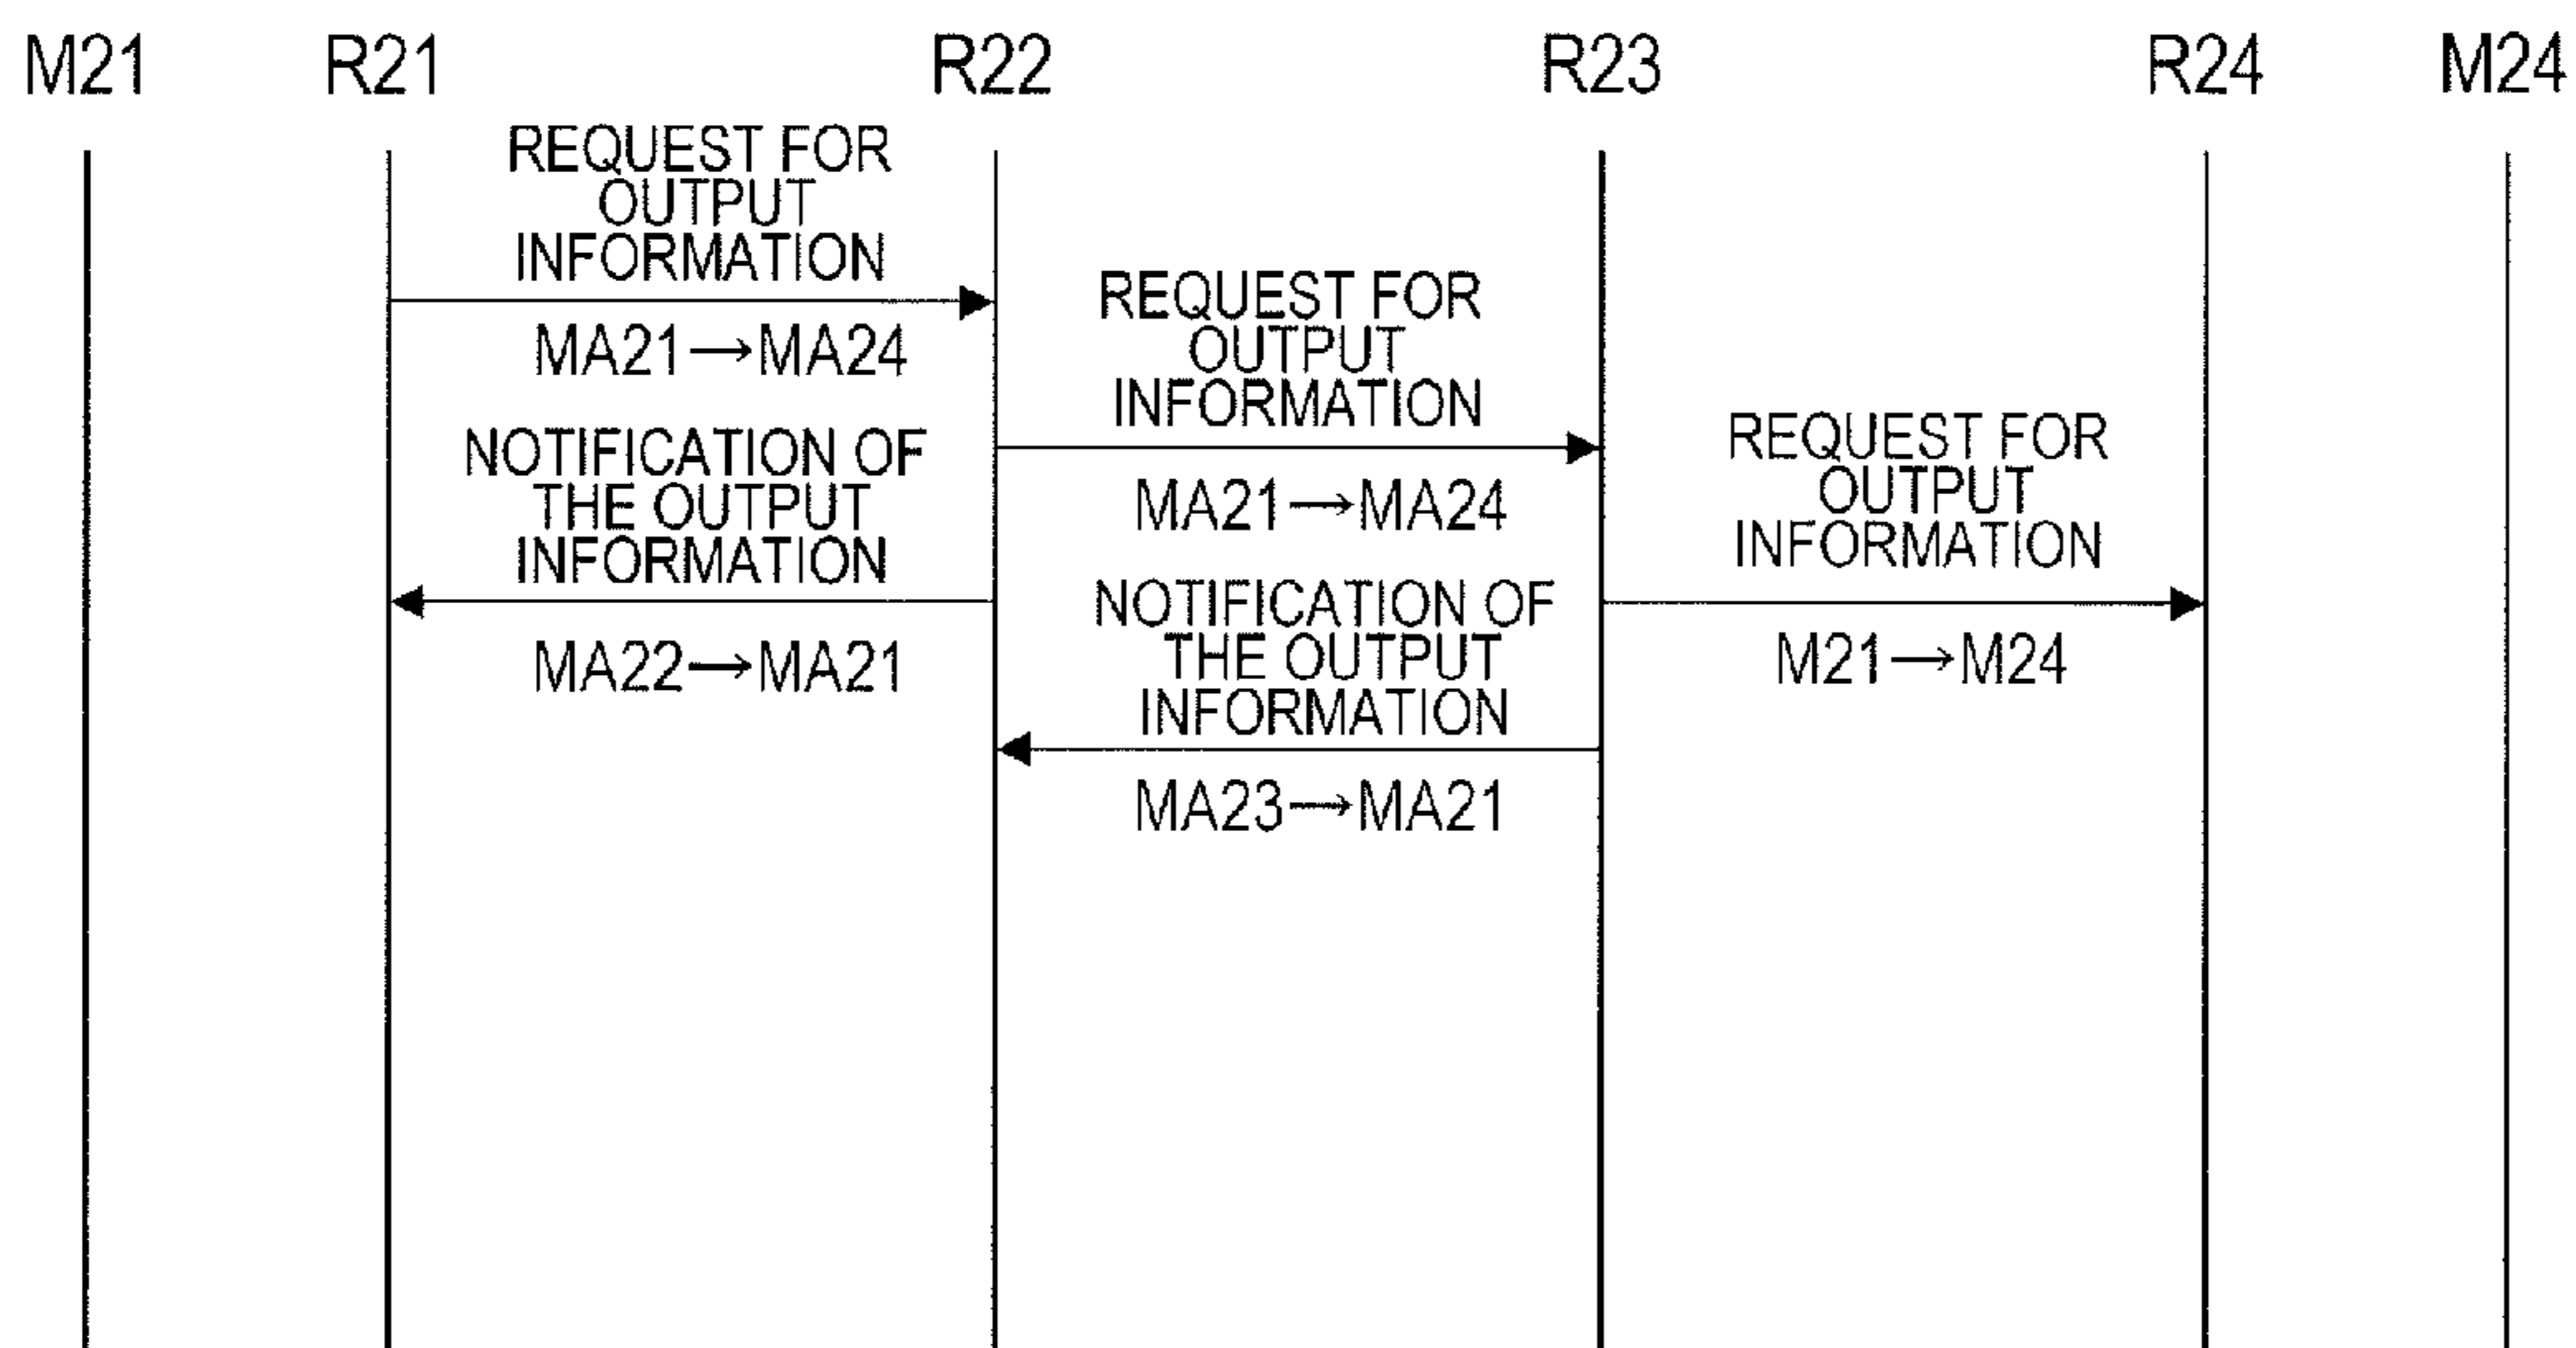 M21 R21 R22 R23 R24 M24
REQUEST FOR
OUTPUT
INFORMATION
MA21→MA24
REQUEST FOR
OUTPUT
INFORMATION
MA21→MA24
REQUEST FOR
OUTPUT
INFORMATION
M21→M24
NOTIFICATION OF
THE OUTPUT
INFORMATION
MA22→MA21
NOTIFICATION OF
THE OUTPUT
INFORMATION
MA23→MA21